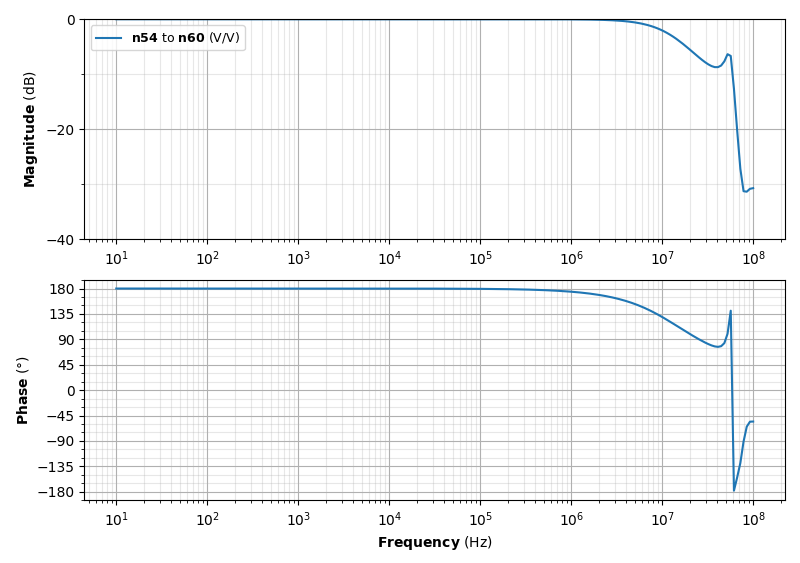 0
−20
−40
Magnitude (dB)
n54 to n60 (V/V)
10¹ 10² 10³ 10⁴ 10⁵ 10⁶ 10⁷ 10⁸
180
135
90
45
0
−45
−90
−135
−180
Phase (°)
10¹ 10² 10³ 10⁴ 10⁵ 10⁶ 10⁷ 10⁸
Frequency (Hz)